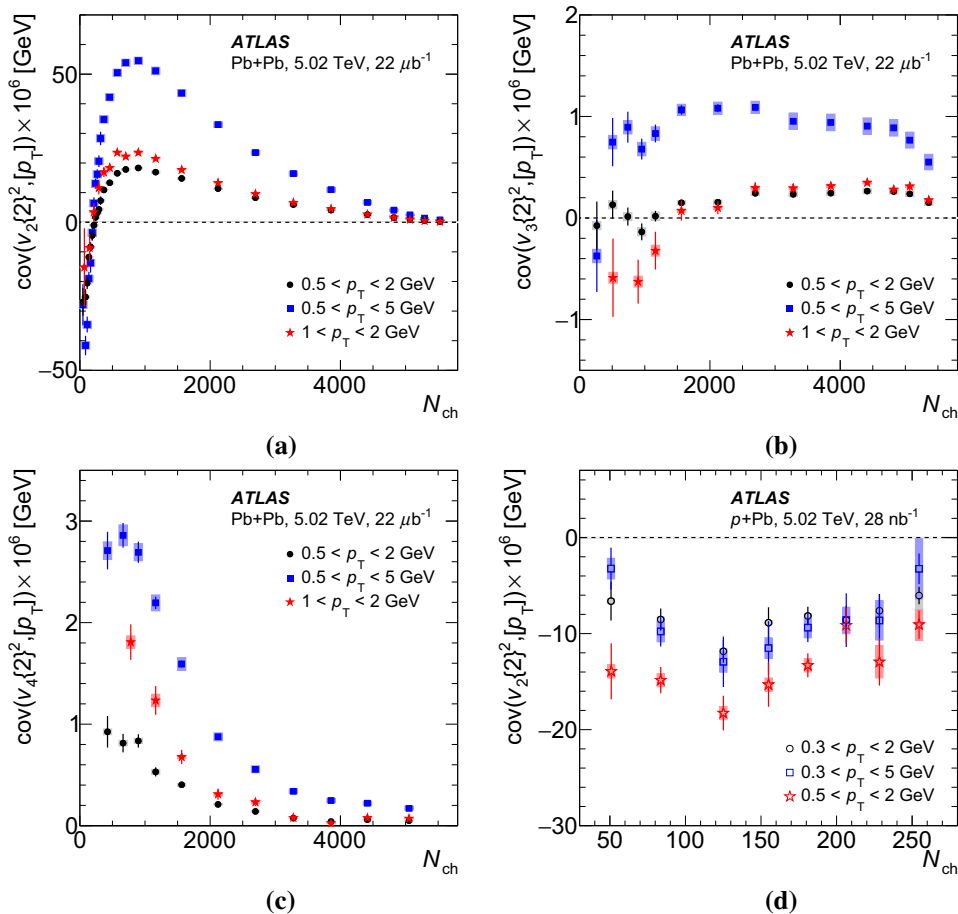 cov(v₂{2}²,[p_T])×10⁶ [GeV]
50
0
−50
ATLAS
Pb+Pb, 5.02 TeV, 22 μb⁻¹
0.5 < p_T < 2 GeV
0.5 < p_T < 5 GeV
1 < p_T < 2 GeV
0 2000 4000
N_ch
(a)
cov(v₃{2}²,[p_T])×10⁶ [GeV]
2
1
0
−1
ATLAS
Pb+Pb, 5.02 TeV, 22 μb⁻¹
0.5 < p_T < 2 GeV
0.5 < p_T < 5 GeV
1 < p_T < 2 GeV
0 2000 4000
N_ch
(b)
cov(v₄{2}²,[p_T])×10⁶ [GeV]
3
2
1
0
ATLAS
Pb+Pb, 5.02 TeV, 22 μb⁻¹
0.5 < p_T < 2 GeV
0.5 < p_T < 5 GeV
1 < p_T < 2 GeV
0 2000 4000
N_ch
(c)
cov(v₂{2}²,[p_T])×10⁶ [GeV]
0
−10
−20
−30
ATLAS
p+Pb, 5.02 TeV, 28 nb⁻¹
0.3 < p_T < 2 GeV
0.3 < p_T < 5 GeV
0.5 < p_T < 2 GeV
50 100 150 200 250
N_ch
(d)